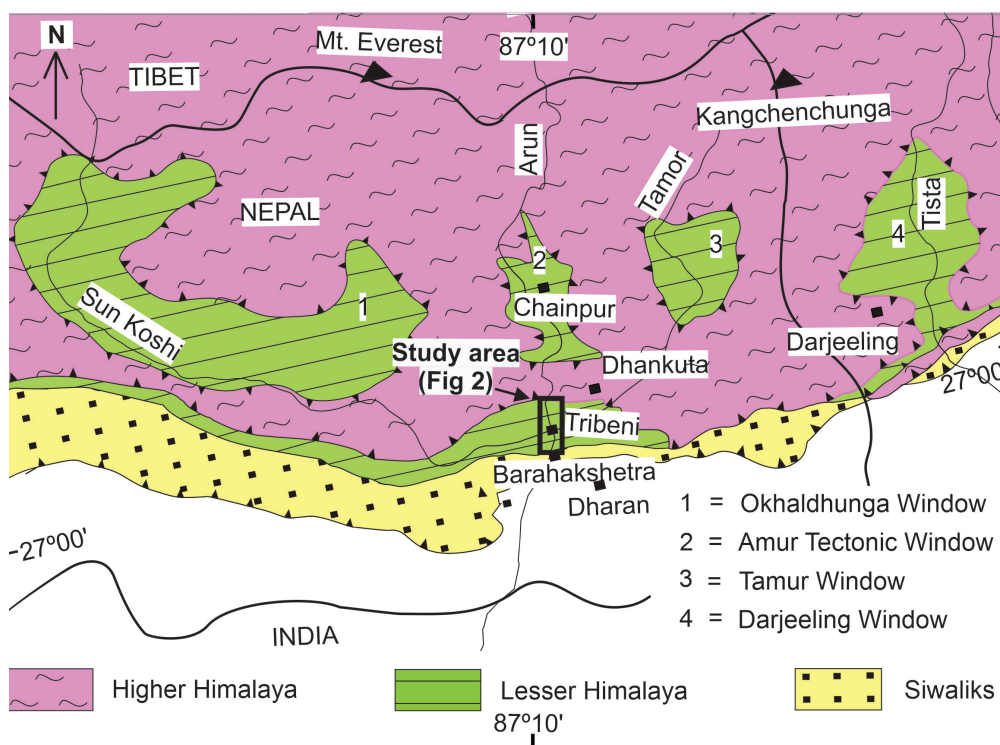 N
Mt. Everest
87º10'
TIBET
Kangchenchunga
Arun
Tamor
Tista
NEPAL
4
3
2
Chainpur
Sun Koshi
1
Darjeeling
Study area
(Fig 2)
Dhankuta
27º00'
Tribeni
Barahakshetra
Dharan
27º00'
1 = Okhaldhunga Window
2 = Amur Tectonic Window
3 = Tamur Window
4 = Darjeeling Window
INDIA
Higher Himalaya
Lesser Himalaya
Siwaliks
87º10'